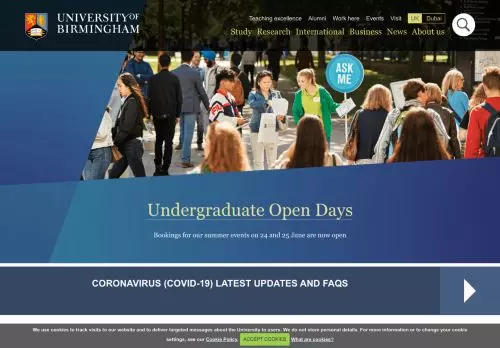 UNIVERSITY OF
BIRMINGHAM
Teaching excellence Alumni Work here Events Visit UK Dubai
Study Research International Business News About us
ASK
ME
Undergraduate Open Days
Bookings for our summer events on 24 and 25 June are now open
CORONAVIRUS (COVID-19) LATEST UPDATES AND FAQS
We use cookies to track visits to our website and to deliver targeted messages about the University to users. We do not store personal details. For more information or to change your cookie
settings, see our Cookie Policy. ACCEPT COOKIES What are cookies?